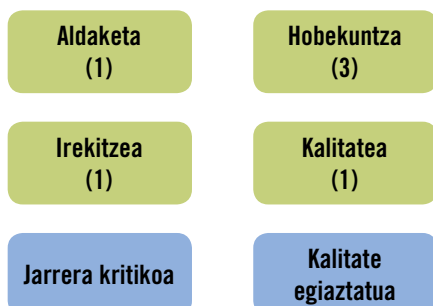 Aldaketa
(1)
Hobekuntza
(3)
Irekitzea
(1)
Kalitatea
(1)
Jarrera kritikoa
Kalitate
egiaztatua